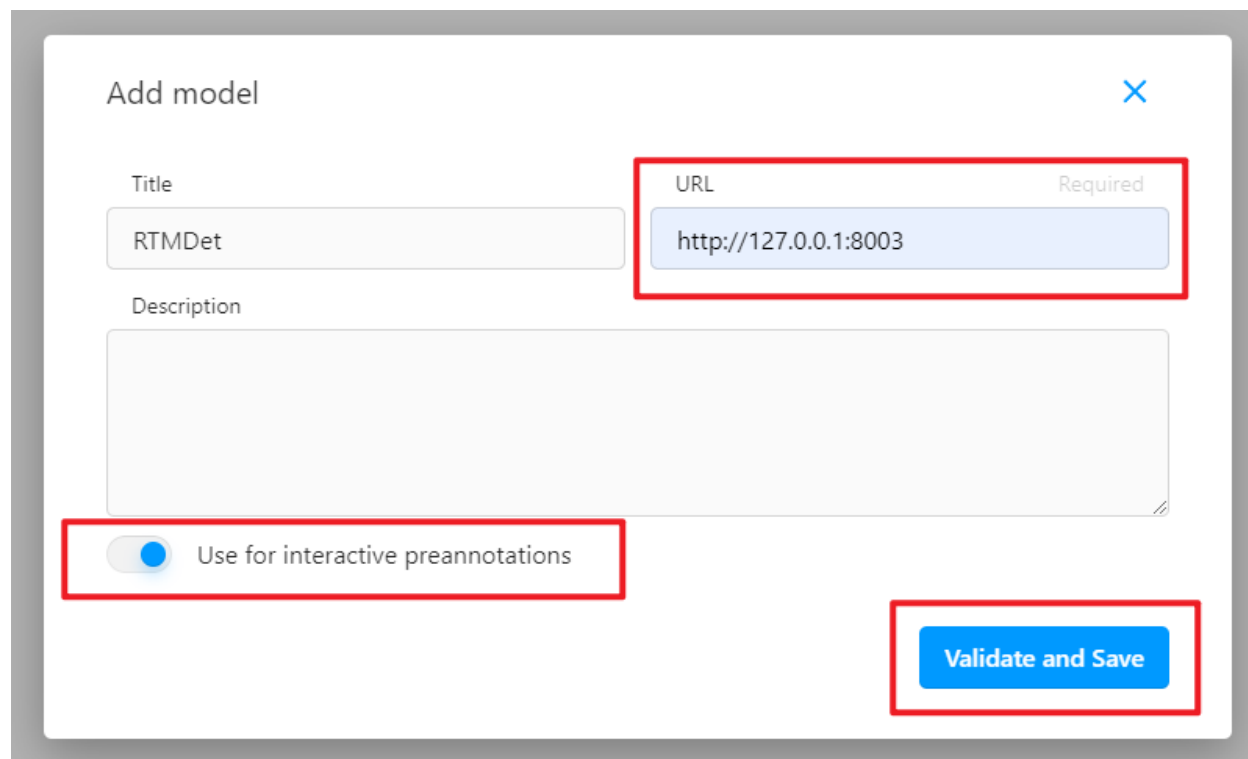 Add model
Title
URL Required
RTMDet
http://127.0.0.1:8003
Description
Use for interactive preannotations
Validate and Save